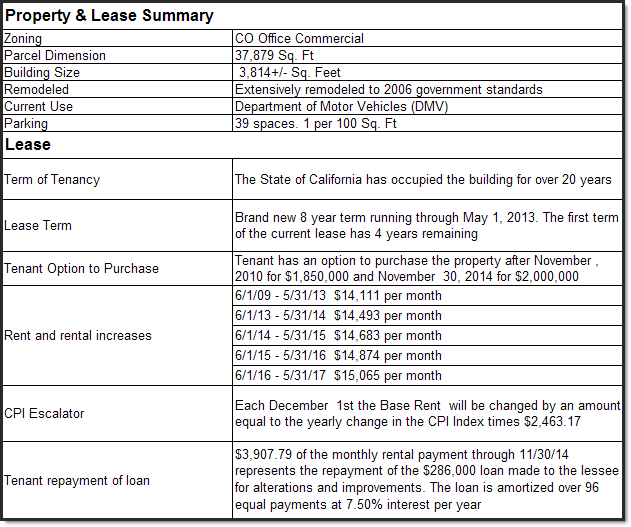 Property & Lease Summary
Zoning CO Office Commercial
Parcel Dimension 37,879 Sq. Ft
Building Size 3,814+/- Sq. Feet
Remodeled Extensively remodeled to 2006 government standards
Current Use Department of Motor Vehicles (DMV)
Parking 39 spaces. 1 per 100 Sq. Ft
Lease
Term of Tenancy The State of California has occupied the building for over 20 years
Lease Term
Brand new 8 year term running through May 1, 2013. The first term
of the current lease has 4 years remaining
Tenant Option to Purchase
Tenant has an option to purchase the property after November ,
2010 for $1,850,000 and November 30, 2014 for $2,000,000
Rent and rental increases
6/1/09 - 5/31/13 $14,111 per month
6/1/13 - 5/31/14 $14,493 per month
6/1/14 - 5/31/15 $14,683 per month
6/1/15 - 5/31/16 $14,874 per month
6/1/16 - 5/31/17 $15,065 per month
CPI Escalator
Each December 1st the Base Rent will be changed by an amount
equal to the yearly change in the CPI Index times $2,463.17
Tenant repayment of loan
$3,907.79 of the monthly rental payment through 11/30/14
represents the repayment of the $286,000 loan made to the lessee
for alterations and improvements. The loan is amortized over 96
equal payments at 7.50% interest per year